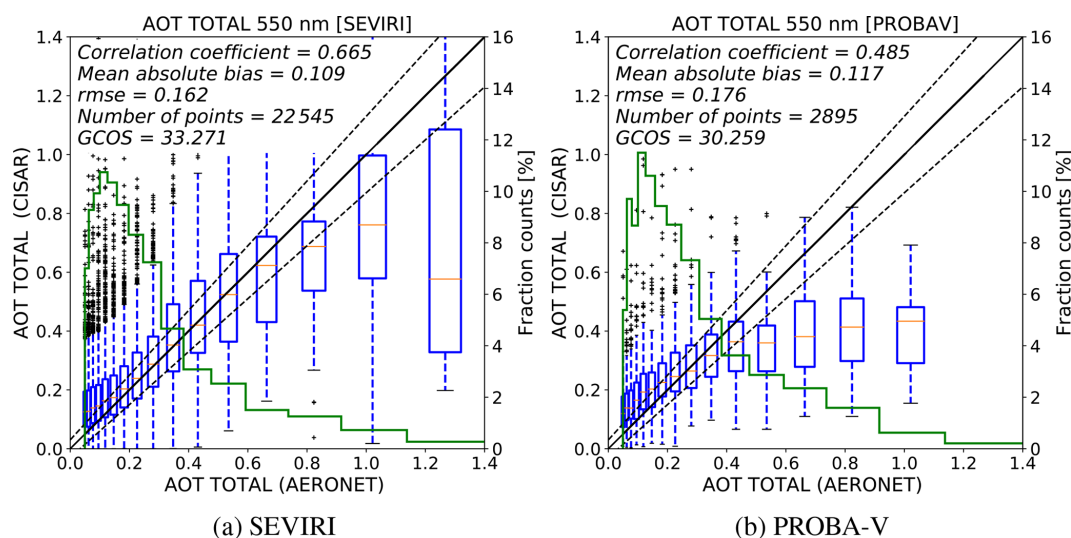 AOT TOTAL 550 nm [SEVIRI]
Correlation coefficient = 0.665
Mean absolute bias = 0.109
rmse = 0.162
Number of points = 22 545
GCOS = 33.271
AOT TOTAL (CISAR)
1.4
1.2
1.0
0.8
0.6
0.4
0.2
0.0
0.0 0.2 0.4 0.6 0.8 1.0 1.2 1.4
AOT TOTAL (AERONET)
16
14
12
10
8
6
4
2
0
Fraction counts [%]
(a) SEVIRI
AOT TOTAL 550 nm [PROBAV]
Correlation coefficient = 0.485
Mean absolute bias = 0.117
rmse = 0.176
Number of points = 2895
GCOS = 30.259
AOT TOTAL (CISAR)
1.4
1.2
1.0
0.8
0.6
0.4
0.2
0.0
0.0 0.2 0.4 0.6 0.8 1.0 1.2 1.4
AOT TOTAL (AERONET)
16
14
12
10
8
6
4
2
0
Fraction counts [%]
(b) PROBA-V